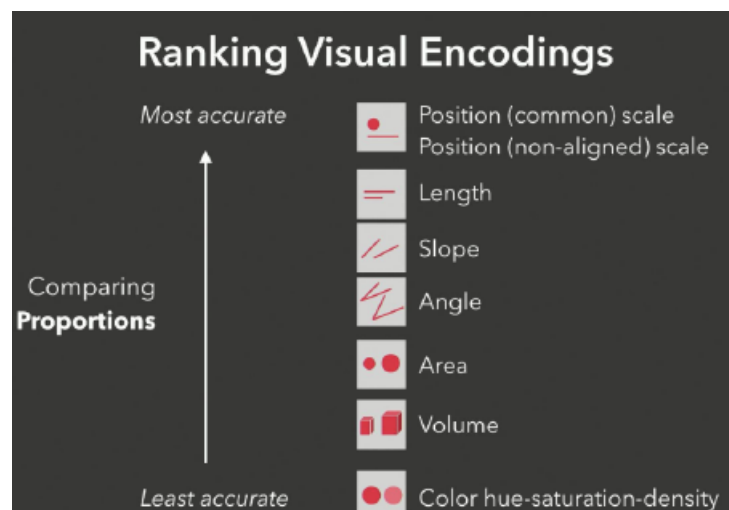 Ranking Visual Encodings
Most accurate
Position (common) scale
Position (non-aligned) scale
Length
Slope
Comparing
Proportions
Angle
Area
Volume
Least accurate
Color hue-saturation-density